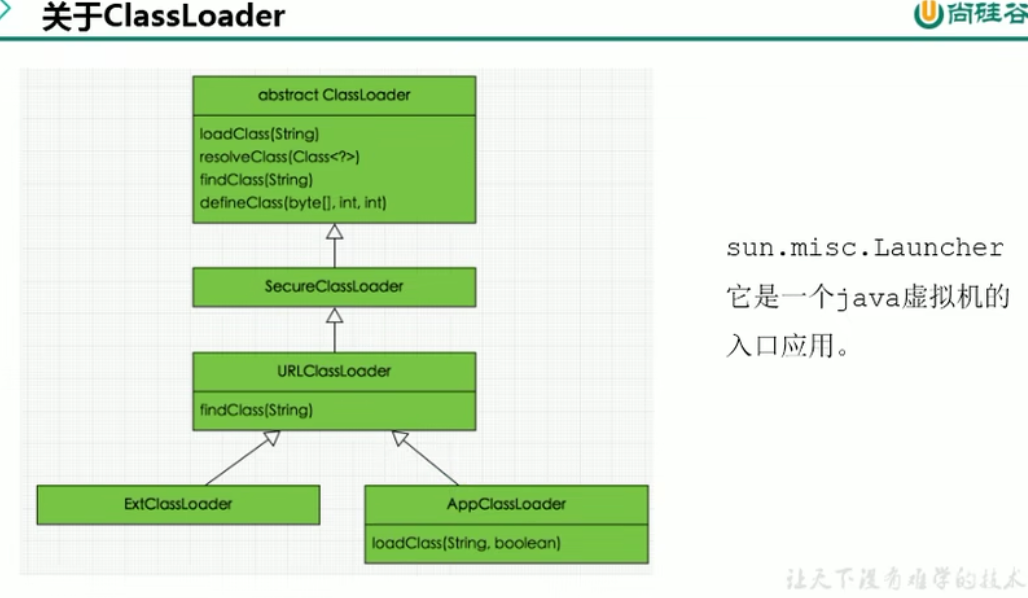 关于ClassLoader
尚硅谷
abstract ClassLoader
loadClass(String)
resolveClass(Class<?>)
findClass(String)
defineClass(byte[], int, int)
SecureClassLoader
URLClassLoader
findClass(String)
ExtClassLoader
AppClassLoader
loadClass(String, boolean)
sun.misc.Launcher
它是一个java虚拟机的
入口应用。
让天下没有难学的技术